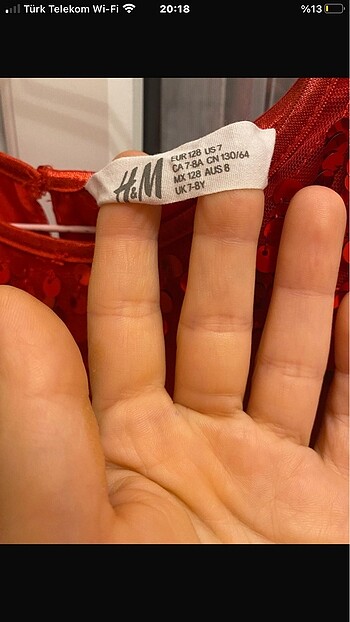 Türk Telekom Wi-Fi 20:18 %13
H&M
EUR 128 US 7
CA 7-8A CN 130/64
MX 128 AUS 8
UK 7-8Y